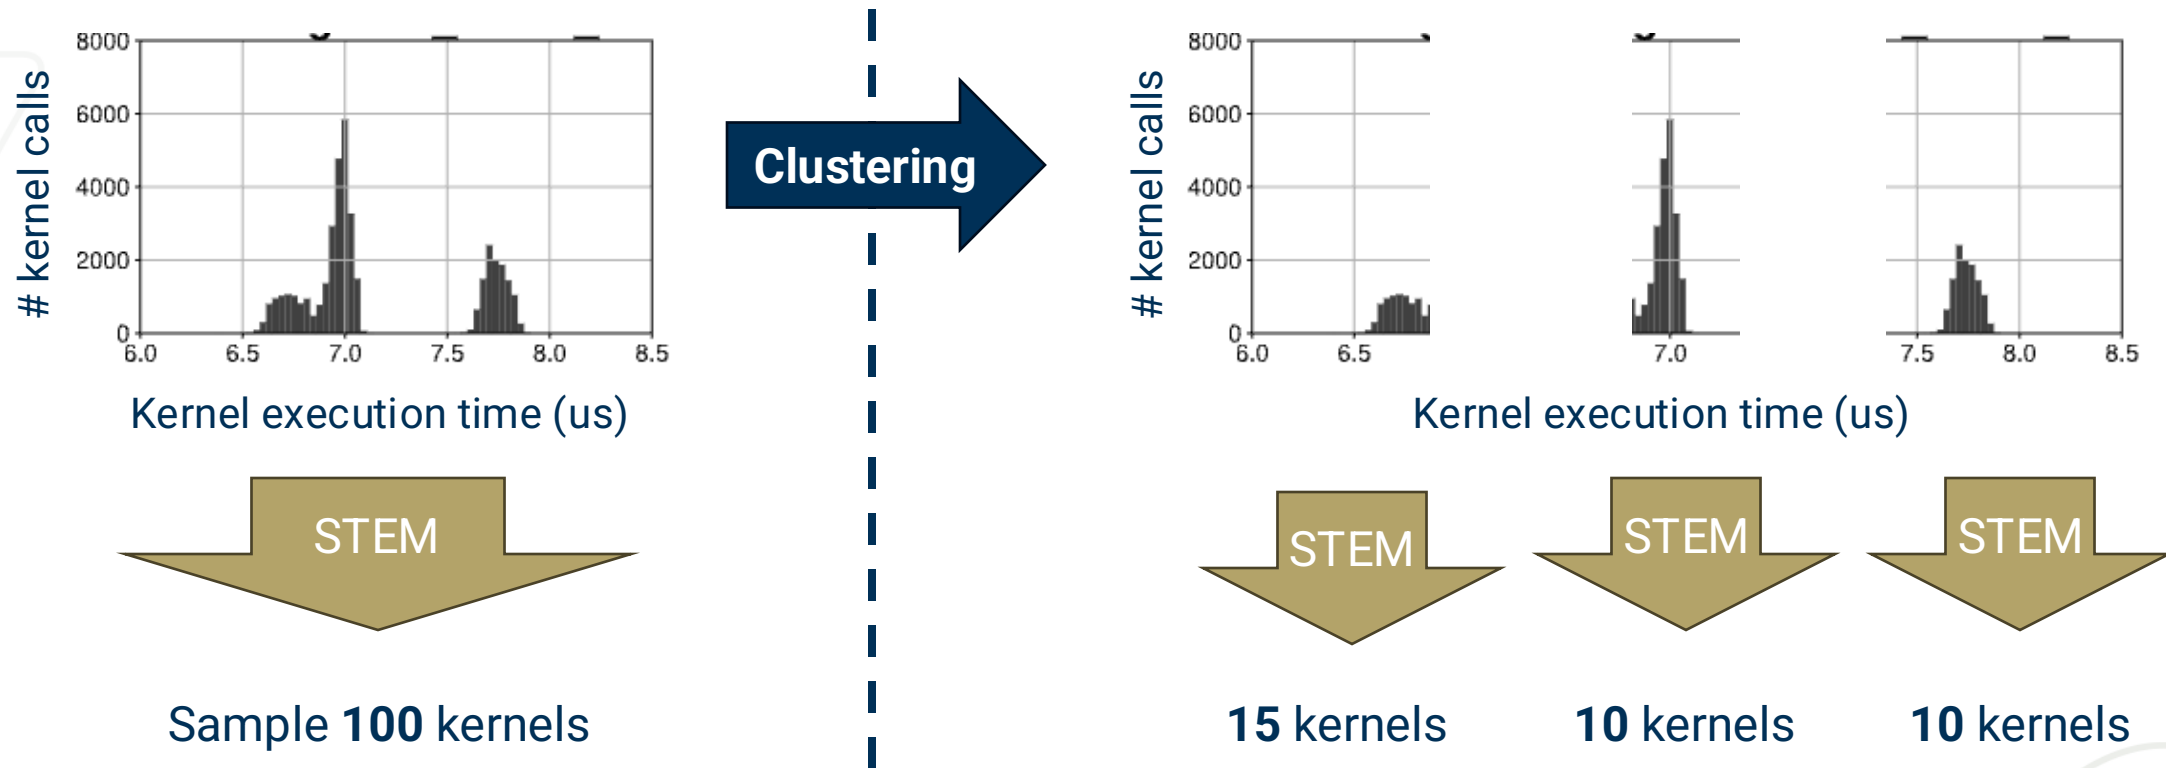 8000
6000
4000
2000
0
6.0 6.5 7.0 7.5 8.0 8.5
# kernel calls
Kernel execution time (us)
STEM
Sample 100 kernels
Clustering
8000
6000
4000
2000
0
6.0 6.5 7.0 7.5 8.0 8.5
# kernel calls
Kernel execution time (us)
STEM STEM STEM
15 kernels 10 kernels 10 kernels